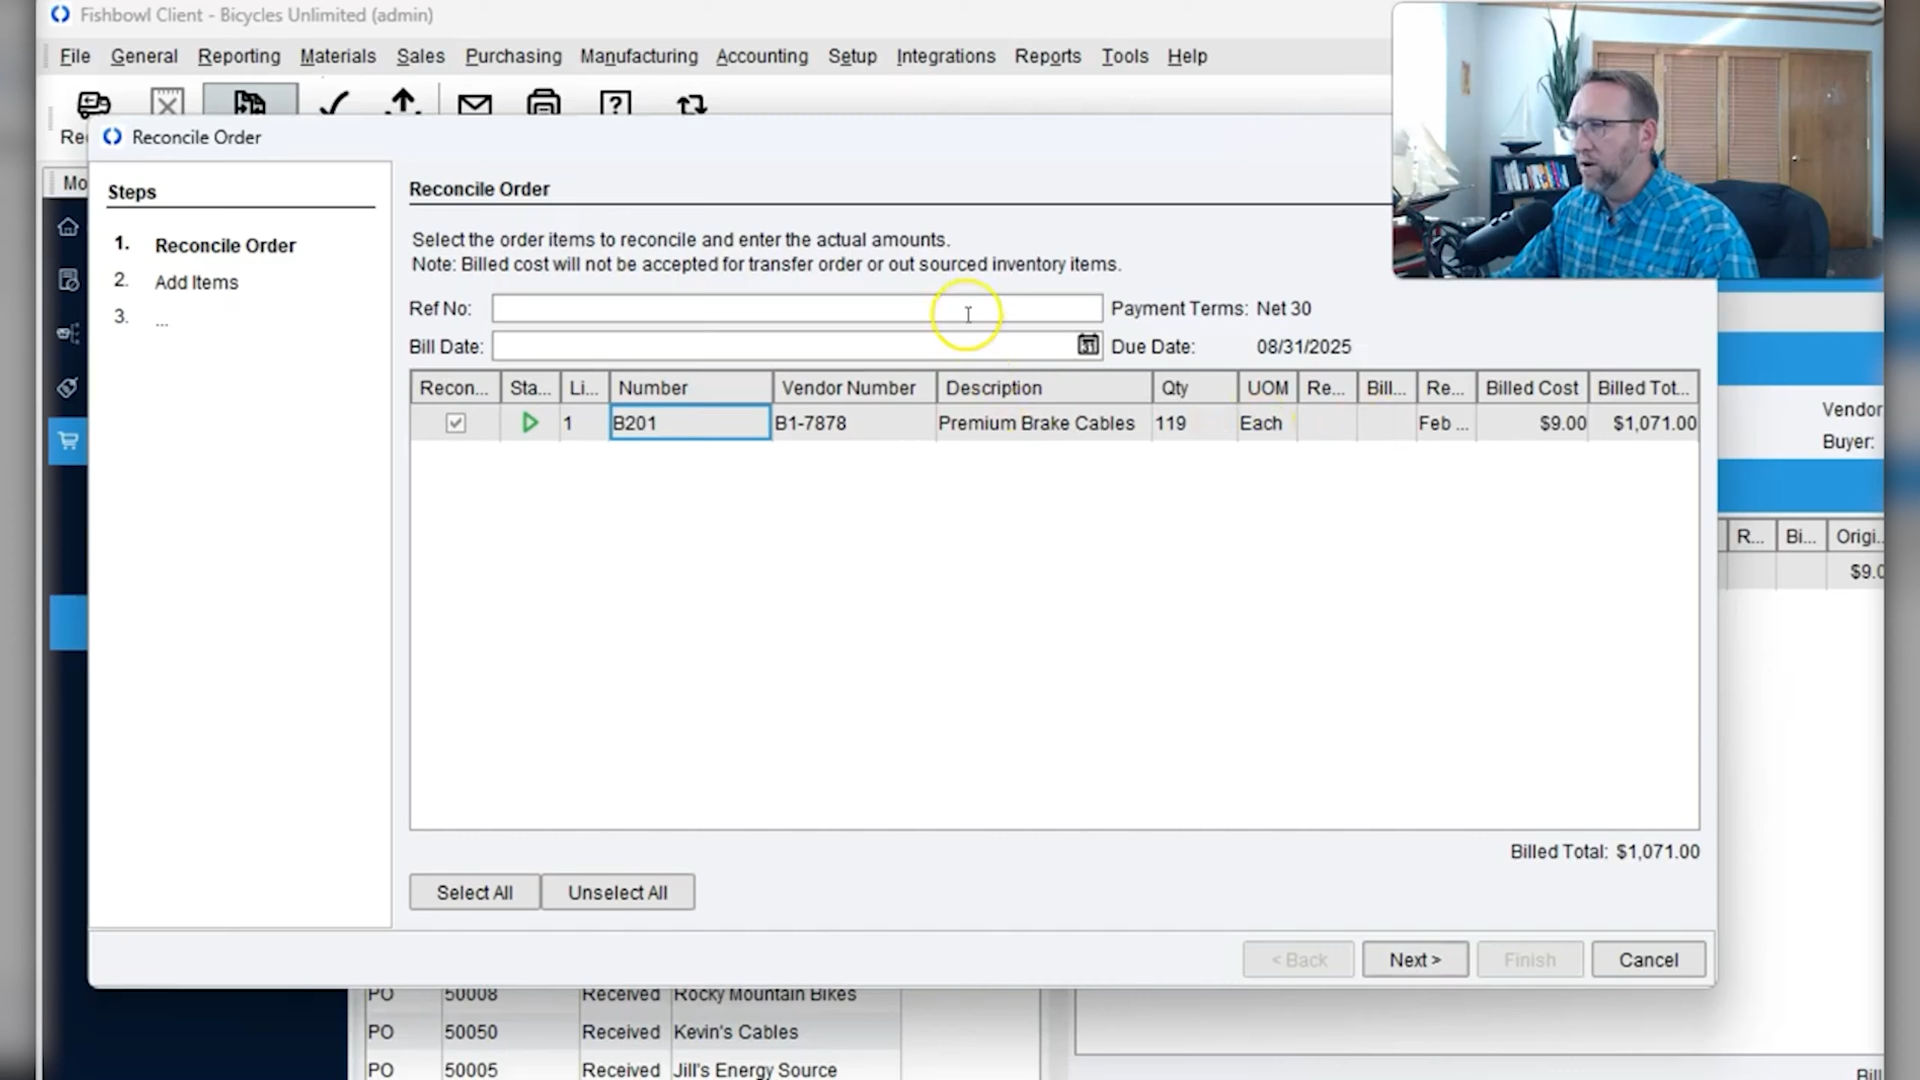 Fishbowl Client - Bicycles Unlimited (admin)
File General Reporting Materials Sales Purchasing Manufacturing Accounting Setup Integrations Reports Tools Help
Rec
Reconcile Order
Mo
Steps
1. Reconcile Order
2. Add Items
3. ...
Reconcile Order
Select the order items to reconcile and enter the actual amounts.
Note: Billed cost will not be accepted for transfer order or out sourced inventory items.
Ref No: Payment Terms: Net 30
Bill Date: 31 Due Date: 08/31/2025
Recon... Sta... Li... Number Vendor Number Description Qty UOM Re... Bill... Re... Billed Cost Billed Tot...
1 B201 B1-7878 Premium Brake Cables 119 Each Feb ... $9.00 $1,071.00
Billed Total: $1,071.00
Select All Unselect All
< Back Next > Finish Cancel
Vendor
Buyer:
R... Bi... Origi...
$9.0
PO 50008 Received Rocky Mountain Bikes
PO 50050 Received Kevin's Cables
PO 50005 Received Jill's Energy Source
Bill